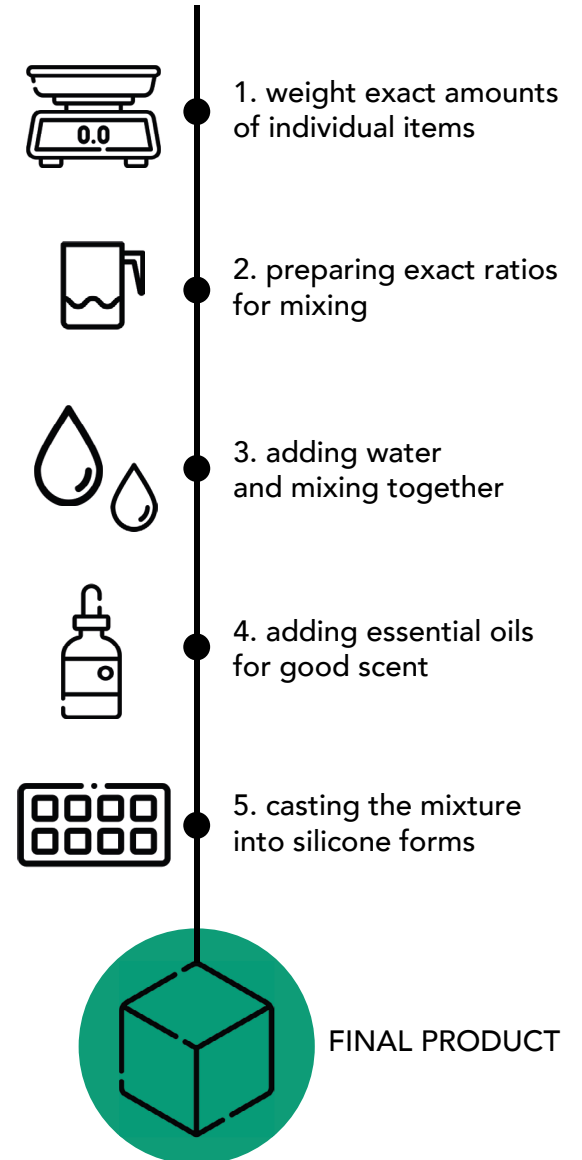 0.0
1. weight exact amounts
of individual items
2. preparing exact ratios
for mixing
3. adding water
and mixing together
4. adding essential oils
for good scent
5. casting the mixture
into silicone forms
FINAL PRODUCT